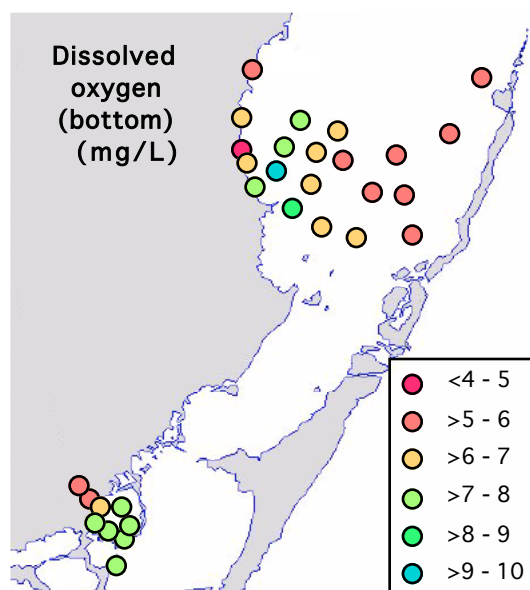 Dissolved
oxygen
(bottom)
(mg/L)
<4 - 5
>5 - 6
>6 - 7
>7 - 8
>8 - 9
>9 - 10